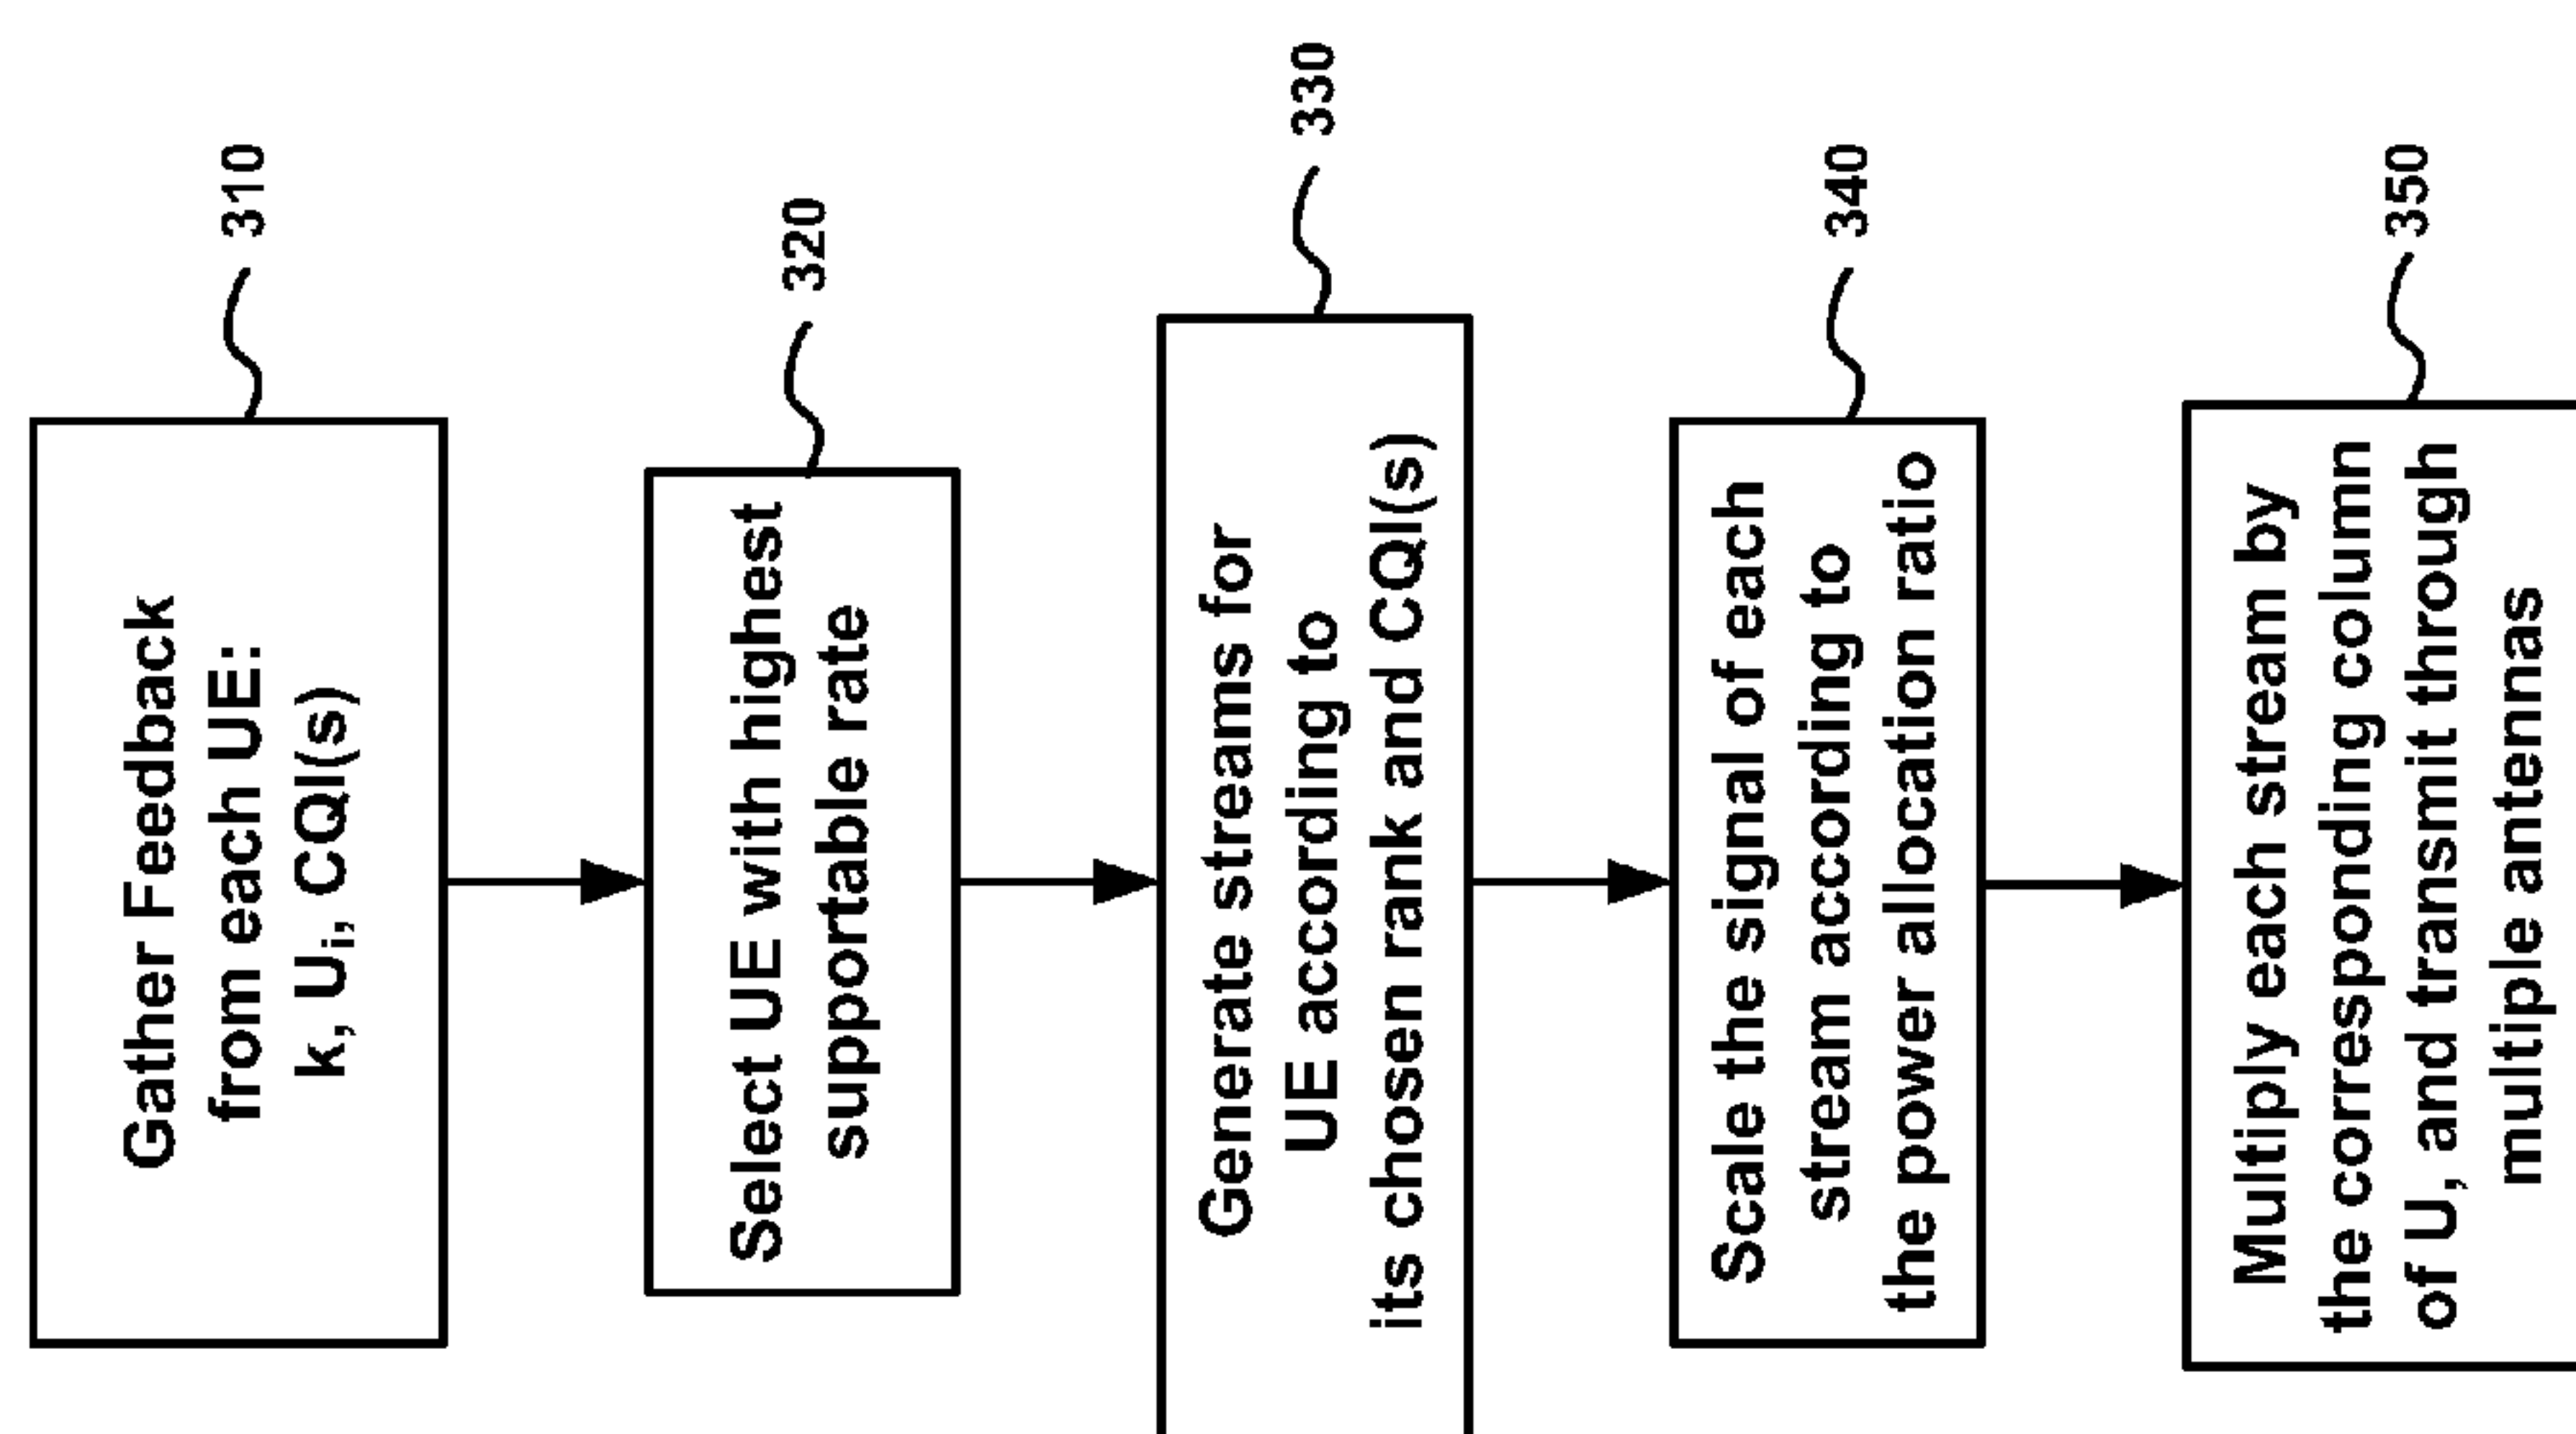 Gather Feedback
from each UE:
k, Ui, CQI(s)
310
Select UE with highest
supportable rate
320
Generate streams for
UE according to
its chosen rank and CQI(s)
330
Scale the signal of each
stream according to
the power allocation ratio
340
Multiply each stream by
the corresponding column
of U, and transmit through
multiple antennas
350